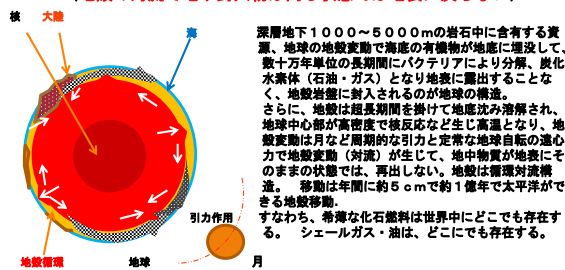 核 大陸 海
深層地下１０００～５０００ｍの岩石中に含有する資
源、地球の地殻変動で海底の有機物が地底に埋没して、
数十万年単位の長期間にバクテリアにより分解、炭化
水素体（石油・ガス）となり地表に露出することな
く、地殻岩盤に封入されるのが地球の構造。
さらに、地殻は超長期間を掛けて地底沈み溶解され、
地球中心部が高密度で核反応など生じ高温となり、地
殻変動は月など周期的な引力と定常な地球自転の遠心
力で地殻変動（対流）が生じて、地中物質が地表にそ
のままの状態では、再出しない。地殻は循環対流構
造。　移動は年間に約５ｃｍで約１億年で太平洋がで
きる地殻移動.
すなわち、希薄な化石燃料は世界中にどこでも存在す
る。　シェールガス・油は、どこにでも存在する。
引力作用
地殻循環 地球 月